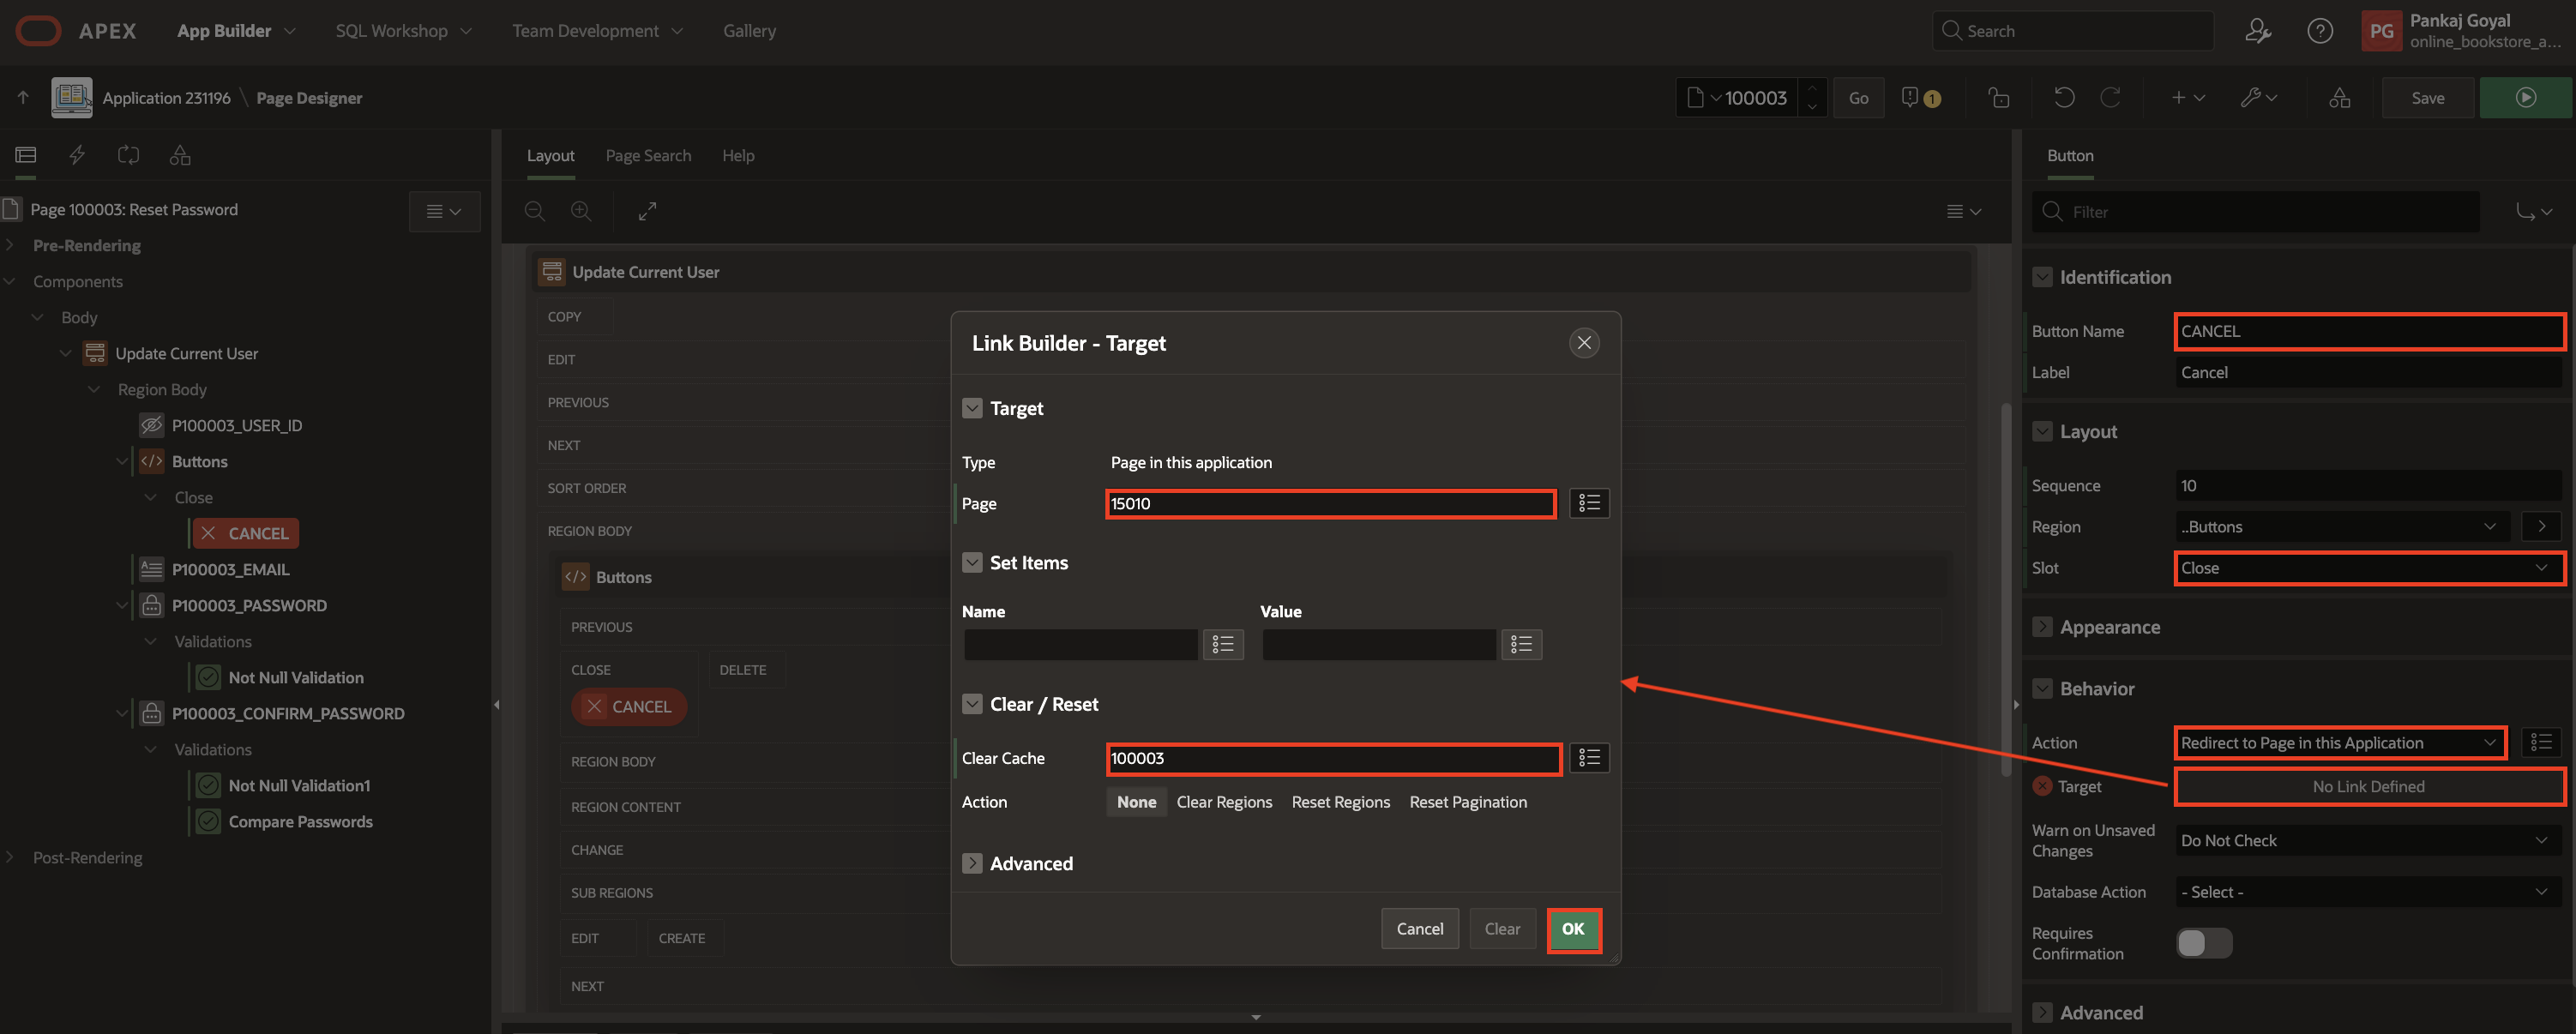 APEX App Builder SQL Workshop Team Development Gallery Search PG Pankaj Goyal
online_bookstore_a...
Application 231196 \ Page Designer 100003 Go 1 Save
Layout Page Search Help
Button
Page 100003: Reset Password
Pre-Rendering
Components
Body
Update Current User
Region Body
P100003_USER_ID
Buttons
Close
CANCEL
P100003_EMAIL
P100003_PASSWORD
Validations
Not Null Validation
P100003_CONFIRM_PASSWORD
Validations
Not Null Validation1
Compare Passwords
Post-Rendering
Update Current User
COPY
EDIT
PREVIOUS
NEXT
SORT ORDER
REGION BODY
Buttons
PREVIOUS
CLOSE DELETE
CANCEL
REGION BODY
REGION CONTENT
CHANGE
SUB REGIONS
EDIT CREATE
NEXT
Link Builder - Target
Target
Type Page in this application
Page 15010
Set Items
Name Value
Clear / Reset
Clear Cache 100003
Action None Clear Regions Reset Regions Reset Pagination
Advanced
Cancel Clear OK
Filter
Identification
Button Name CANCEL
Label Cancel
Layout
Sequence 10
Region ..Buttons
Slot Close
Appearance
Behavior
Action Redirect to Page in this Application
Target No Link Defined
Warn on Unsaved
Changes Do Not Check
Database Action - Select -
Requires
Confirmation
Advanced